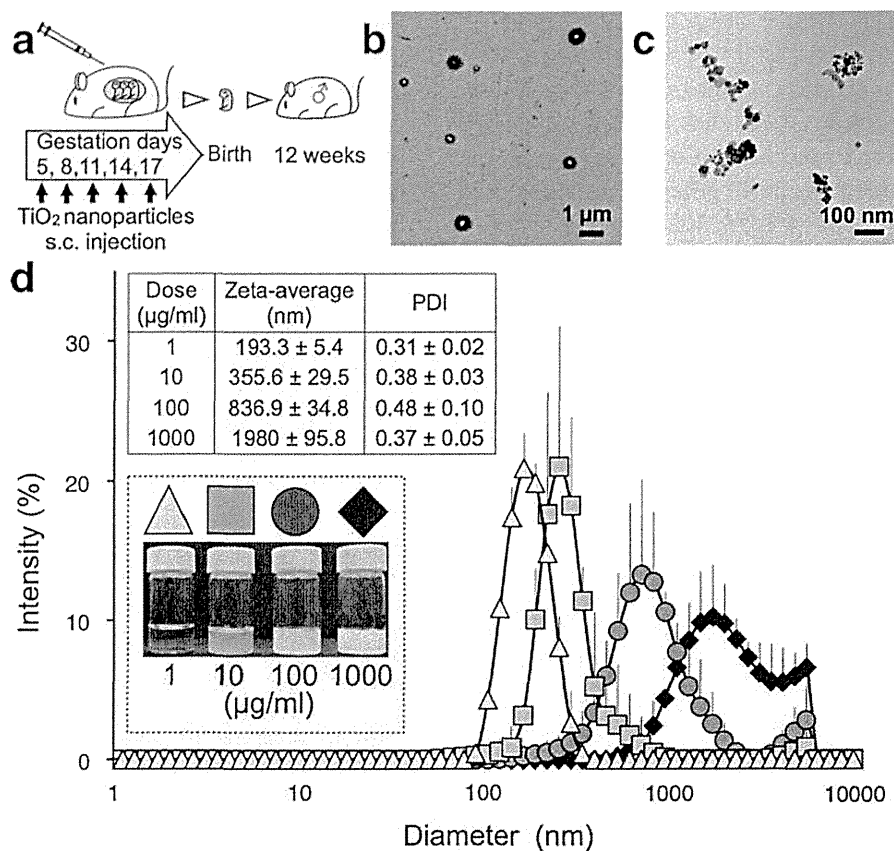 a
Gestation days
5, 8,11,14,17
Birth
12 weeks
TiO₂ nanoparticles
s.c. injection
b
1 µm
c
100 nm
d
Dose
(µg/ml)
Zeta-average
(nm)
PDI
1 193.3 ± 5.4 0.31 ± 0.02
10 355.6 ± 29.5 0.38 ± 0.03
100 836.9 ± 34.8 0.48 ± 0.10
1000 1980 ± 95.8 0.37 ± 0.05
1 10 100 1000
(µg/ml)
30
20
10
0
Intensity (%)
1 10 100 1000 10000
Diameter (nm)